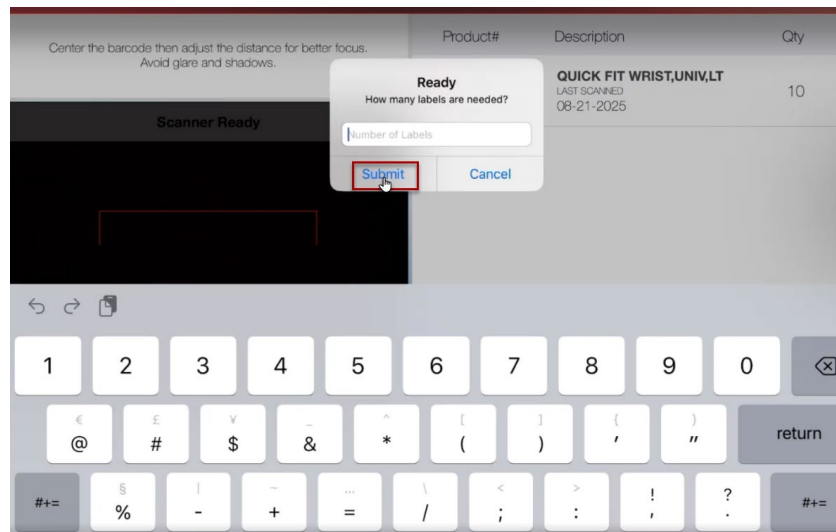 Center the barcode then adjust the distance for better focus.
Avoid glare and shadows.
Scanner Ready
Product# Description Qty
QUICK FIT WRIST,UNIV,LT
LAST SCANNED
08-21-2025
10
Ready
How many labels are needed?
Number of Labels
Submit Cancel
1 2 3 4 5 6 7 8 9 0
€ £ ¥ _ ^ [ ] { }
@ # $ & * ( ) ' "
return
§ | ~ … \ < >
#+= % - + = / ; : ! , ? . #+=